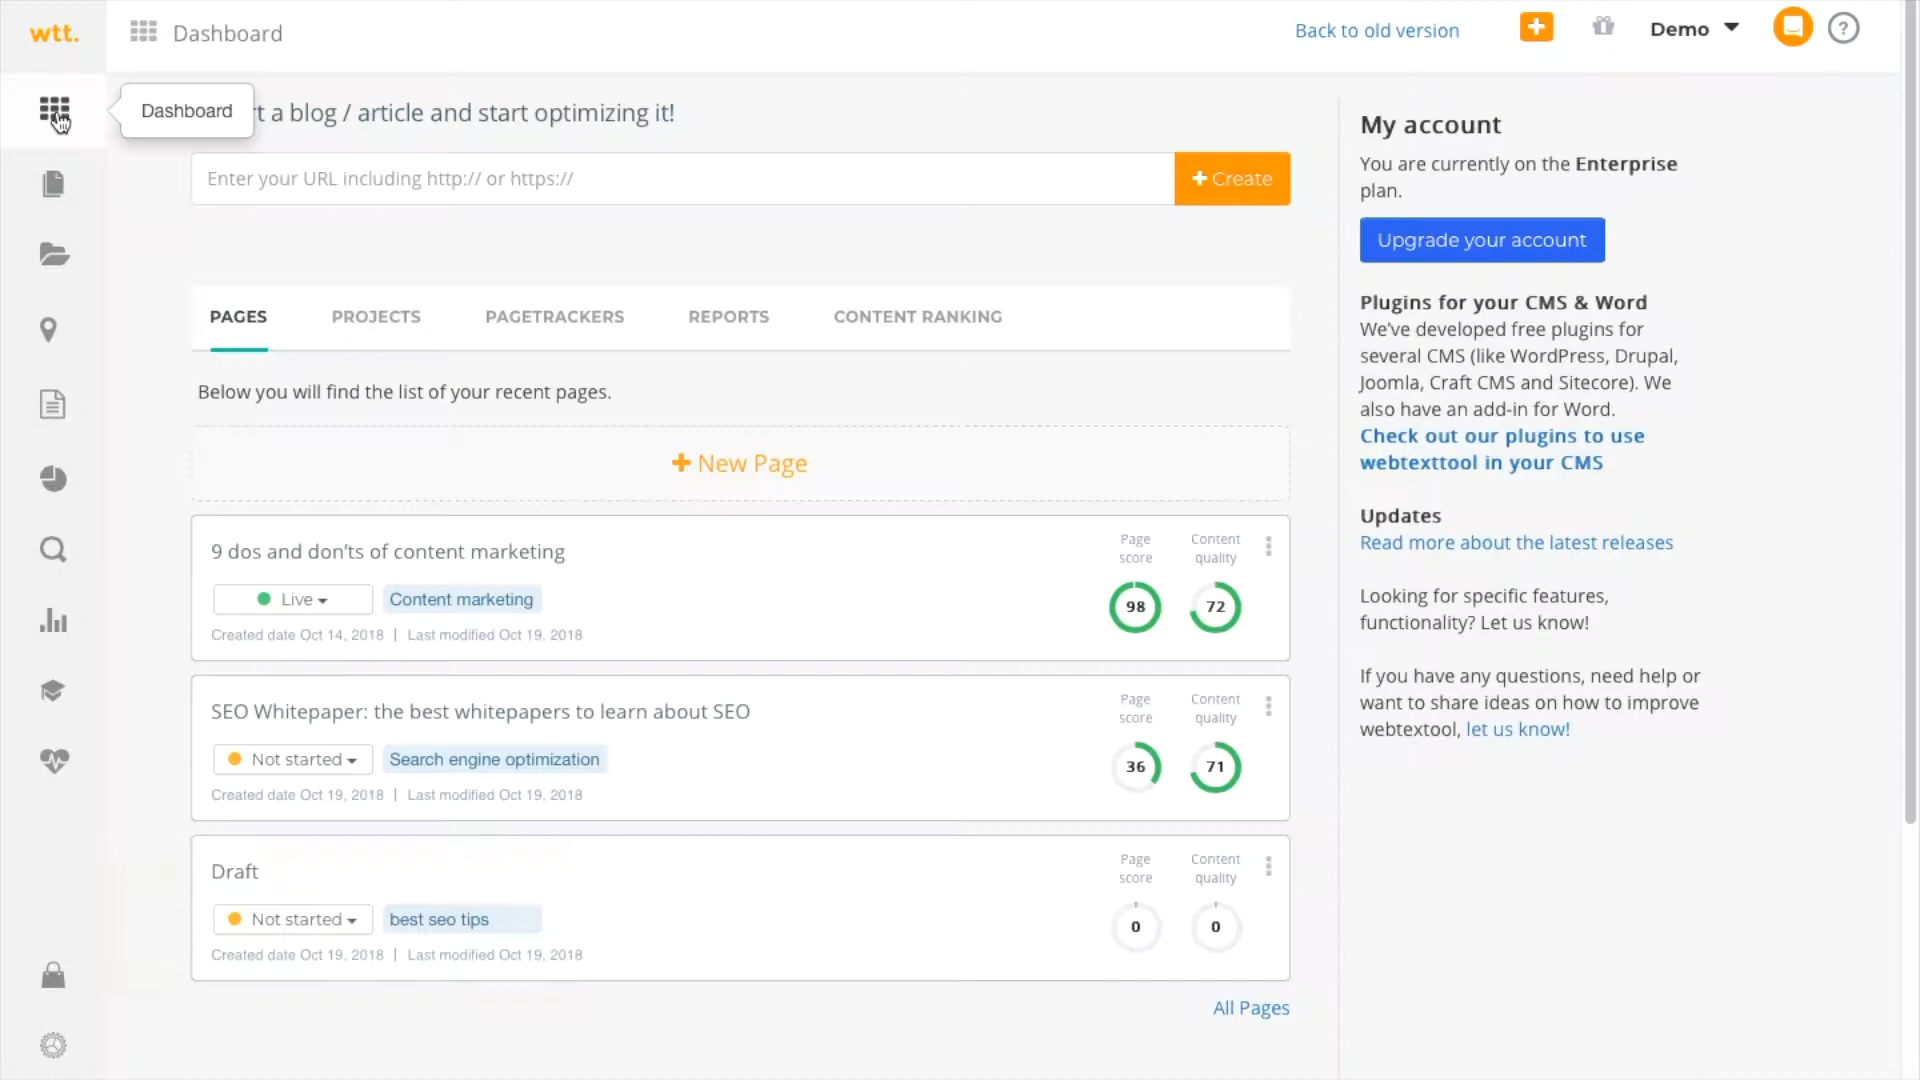 wtt.
Dashboard
Back to old version
Demo
?
Dashboard
t a blog / article and start optimizing it!
Enter your URL including http:// or https://
+ Create
PAGES
PROJECTS
PAGETRACKERS
REPORTS
CONTENT RANKING
Below you will find the list of your recent pages.
+ New Page
9 dos and don'ts of content marketing
Live
Content marketing
Created date Oct 14, 2018 | Last modified Oct 19, 2018
Page
score
98
Content
quality
72
SEO Whitepaper: the best whitepapers to learn about SEO
Not started
Search engine optimization
Created date Oct 19, 2018 | Last modified Oct 19, 2018
Page
score
36
Content
quality
71
Draft
Not started
best seo tips
Created date Oct 19, 2018 | Last modified Oct 19, 2018
Page
score
0
Content
quality
0
All Pages
My account
You are currently on the Enterprise
plan.
Upgrade your account
Plugins for your CMS & Word
We've developed free plugins for
several CMS (like WordPress, Drupal,
Joomla, Craft CMS and Sitecore). We
also have an add-in for Word.
Check out our plugins to use
webtexttool in your CMS
Updates
Read more about the latest releases
Looking for specific features,
functionality? Let us know!
If you have any questions, need help or
want to share ideas on how to improve
webtextool, let us know!